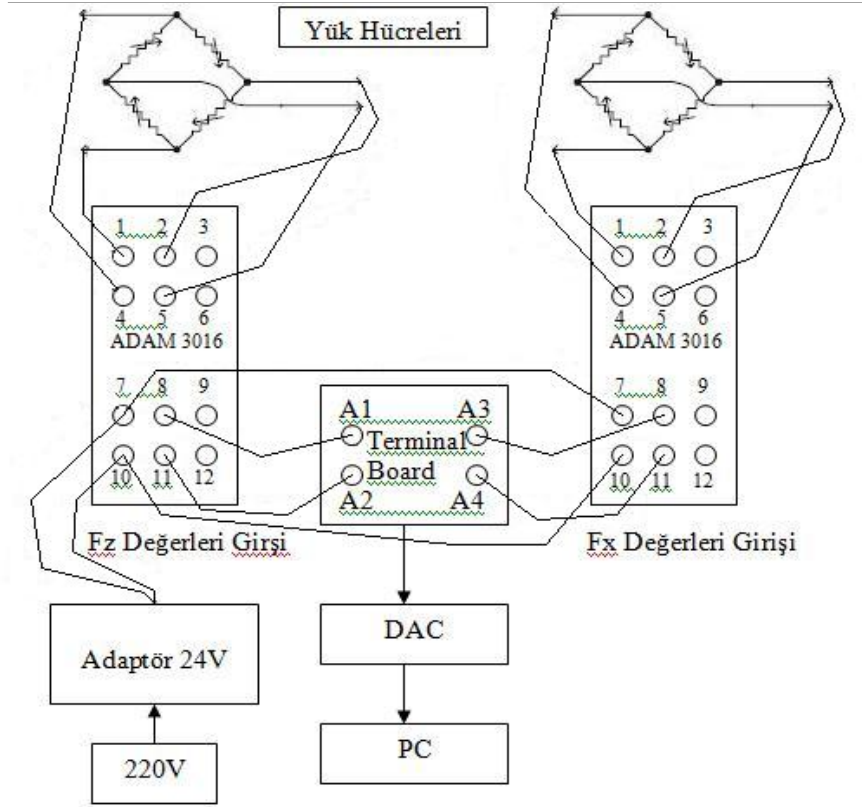 Yük Hücreleri
1 2 3
4 5 6
ADAM 3016
7 8 9
10 11 12
Fz Değerleri Girşi
1 2 3
4 5 6
ADAM 3016
7 8 9
10 11 12
Fx Değerleri Girişi
A1 A3
Terminal
Board
A2 A4
Adaptör 24V
220V
DAC
PC